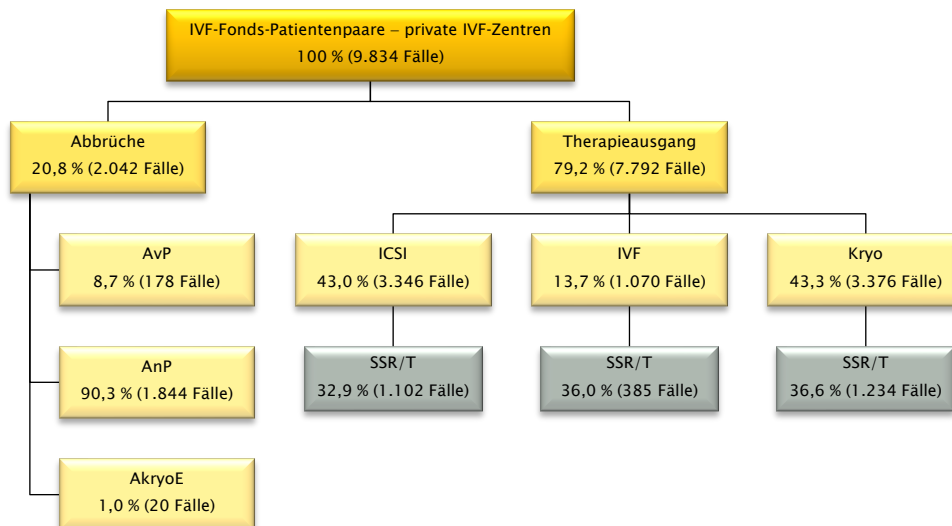 IVF-Fonds-Patientenpaare – private IVF-Zentren
100 % (9.834 Fälle)
Abbrüche
20,8 % (2.042 Fälle)
Therapieausgang
79,2 % (7.792 Fälle)
AvP
8,7 % (178 Fälle)
ICSI
43,0 % (3.346 Fälle)
IVF
13,7 % (1.070 Fälle)
Kryo
43,3 % (3.376 Fälle)
AnP
90,3 % (1.844 Fälle)
SSR/T
32,9 % (1.102 Fälle)
SSR/T
36,0 % (385 Fälle)
SSR/T
36,6 % (1.234 Fälle)
AkryoE
1,0 % (20 Fälle)